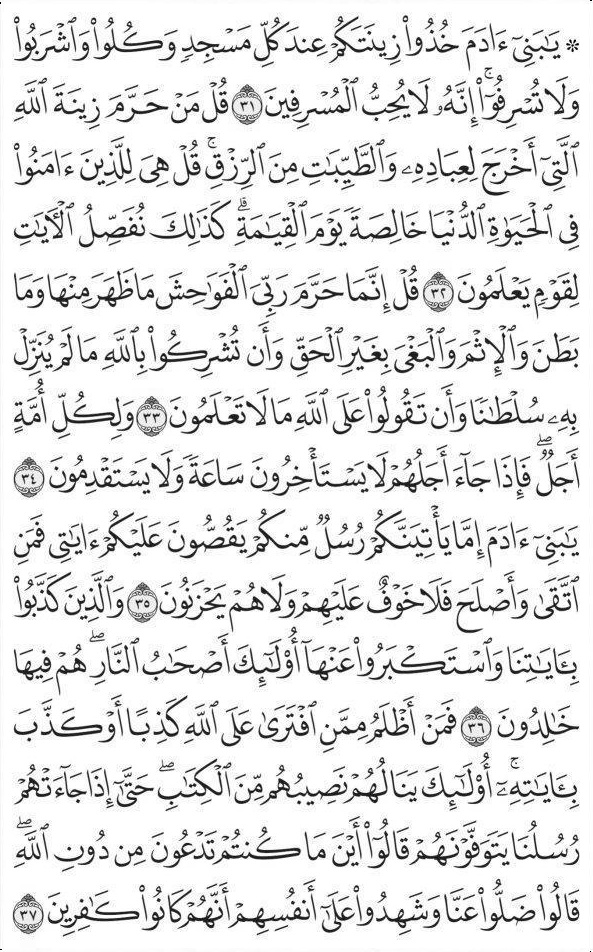 ۞ يَٰبَنِىٓ ءَادَمَ خُذُوا۟ زِينَتَكُمْ عِندَ كُلِّ مَسْجِدٍ وَكُلُوا۟ وَٱشْرَبُوا۟
وَلَا تُسْرِفُوٓا۟ ۚ إِنَّهُۥ لَا يُحِبُّ ٱلْمُسْرِفِينَ ٣١ قُلْ مَنْ حَرَّمَ زِينَةَ ٱللَّهِ
ٱلَّتِىٓ أَخْرَجَ لِعِبَادِهِۦ وَٱلطَّيِّبَٰتِ مِنَ ٱلرِّزْقِ ۚ قُلْ هِىَ لِلَّذِينَ ءَامَنُوا۟
فِى ٱلْحَيَوٰةِ ٱلدُّنْيَا خَالِصَةً يَوْمَ ٱلْقِيَٰمَةِ ۗ كَذَٰلِكَ نُفَصِّلُ ٱلْءَايَٰتِ
لِقَوْمٍ يَعْلَمُونَ ٣٢ قُلْ إِنَّمَا حَرَّمَ رَبِّىَ ٱلْفَوَٰحِشَ مَا ظَهَرَ مِنْهَا وَمَا
بَطَنَ وَٱلْإِثْمَ وَٱلْبَغْىَ بِغَيْرِ ٱلْحَقِّ وَأَن تُشْرِكُوا۟ بِٱللَّهِ مَا لَمْ يُنَزِّلْ
بِهِۦ سُلْطَٰنًا وَأَن تَقُولُوا۟ عَلَى ٱللَّهِ مَا لَا تَعْلَمُونَ ٣٣ وَلِكُلِّ أُمَّةٍ
أَجَلٌ ۖ فَإِذَا جَآءَ أَجَلُهُمْ لَا يَسْتَأْخِرُونَ سَاعَةً وَلَا يَسْتَقْدِمُونَ ٣٤
يَٰبَنِىٓ ءَادَمَ إِمَّا يَأْتِيَنَّكُمْ رُسُلٌ مِّنكُمْ يَقُصُّونَ عَلَيْكُمْ ءَايَٰتِى فَمَنِ
ٱتَّقَىٰ وَأَصْلَحَ فَلَا خَوْفٌ عَلَيْهِمْ وَلَا هُمْ يَحْزَنُونَ ٣٥ وَٱلَّذِينَ كَذَّبُوا۟
بِـَٔايَٰتِنَا وَٱسْتَكْبَرُوا۟ عَنْهَآ أُو۟لَٰٓئِكَ أَصْحَٰبُ ٱلنَّارِ ۖ هُمْ فِيهَا
خَٰلِدُونَ ٣٦ فَمَنْ أَظْلَمُ مِمَّنِ ٱفْتَرَىٰ عَلَى ٱللَّهِ كَذِبًا أَوْ كَذَّبَ
بِـَٔايَٰتِهِۦٓ ۚ أُو۟لَٰٓئِكَ يَنَالُهُمْ نَصِيبُهُم مِّنَ ٱلْكِتَٰبِ ۖ حَتَّىٰٓ إِذَا جَآءَتْهُمْ
رُسُلُنَا يَتَوَفَّوْنَهُمْ قَالُوٓا۟ أَيْنَ مَا كُنتُمْ تَدْعُونَ مِن دُونِ ٱللَّهِ ۖ
قَالُوا۟ ضَلُّوا۟ عَنَّا وَشَهِدُوا۟ عَلَىٰٓ أَنفُسِهِمْ أَنَّهُمْ كَانُوا۟ كَٰفِرِينَ ٣٧